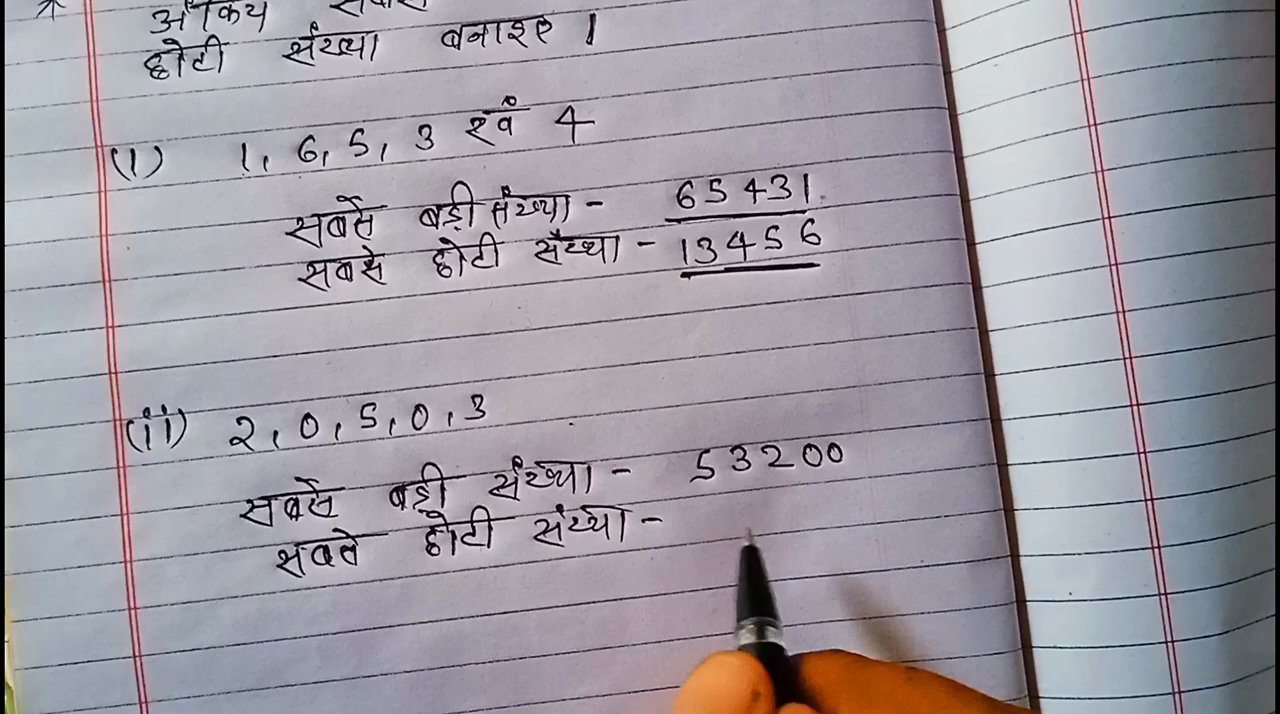 अंकिय
छोटी संख्या बनाइए ।
(i) 1, 6, 5, 3 एवं 4
सबसे बड़ी संख्या - 65431
सबसे छोटी संख्या - 13456
(ii) 2, 0, 5, 0, 3
सबसे बड़ी संख्या - 53200
सबसे छोटी संख्या -